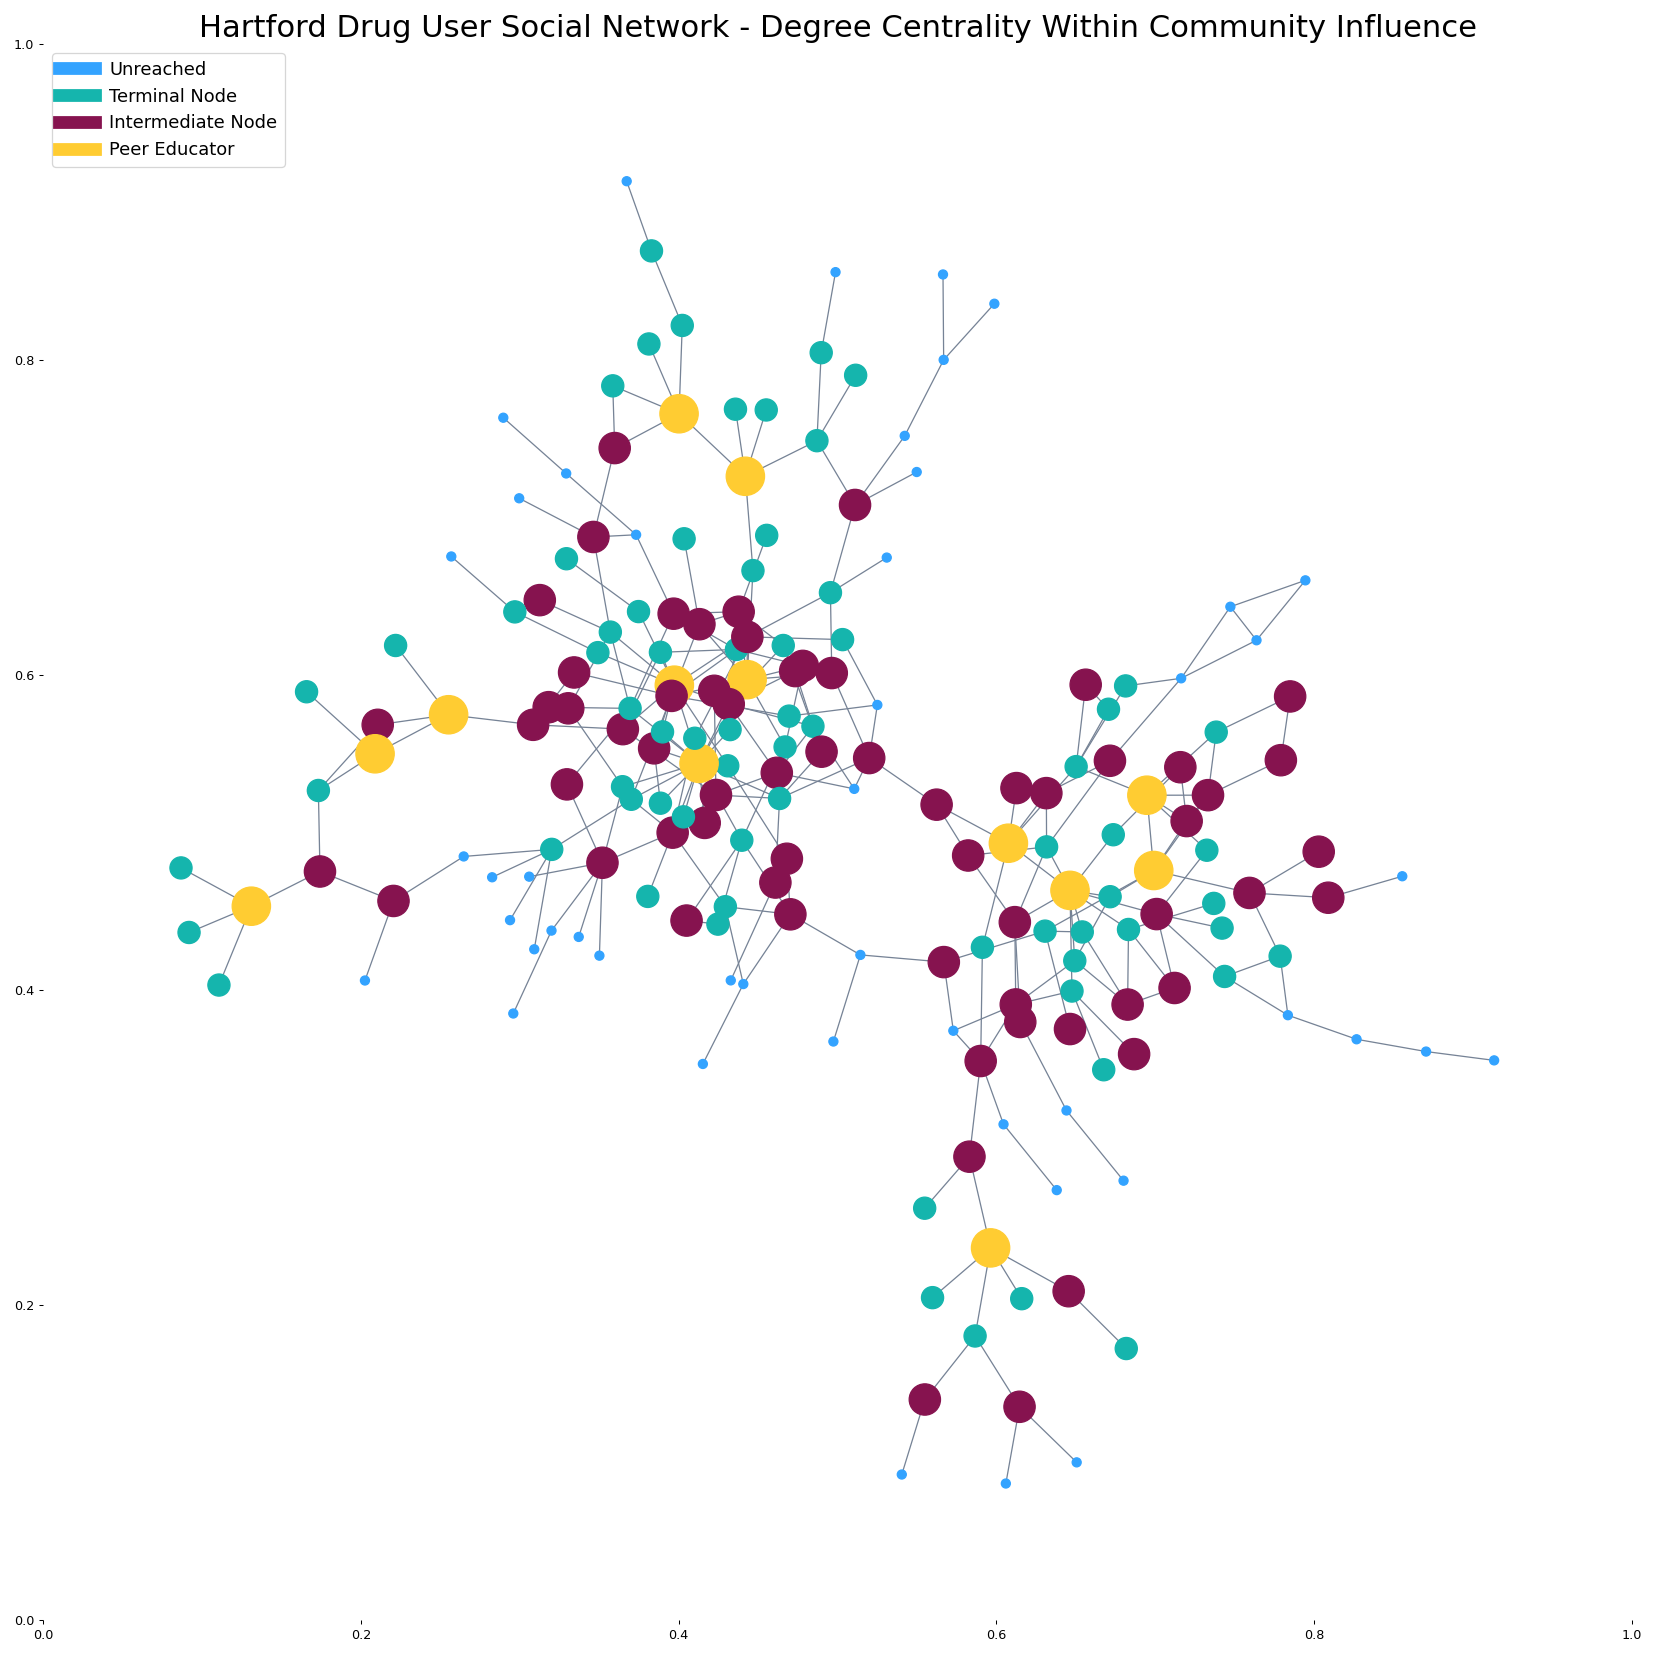 Hartford Drug User Social Network - Degree Centrality Within Community Influence
1.0
Unreached
Terminal Node
Intermediate Node
Peer Educator
0.8
0.6
0.4
0.2
0.0
0.0 0.2 0.4 0.6 0.8 1.0